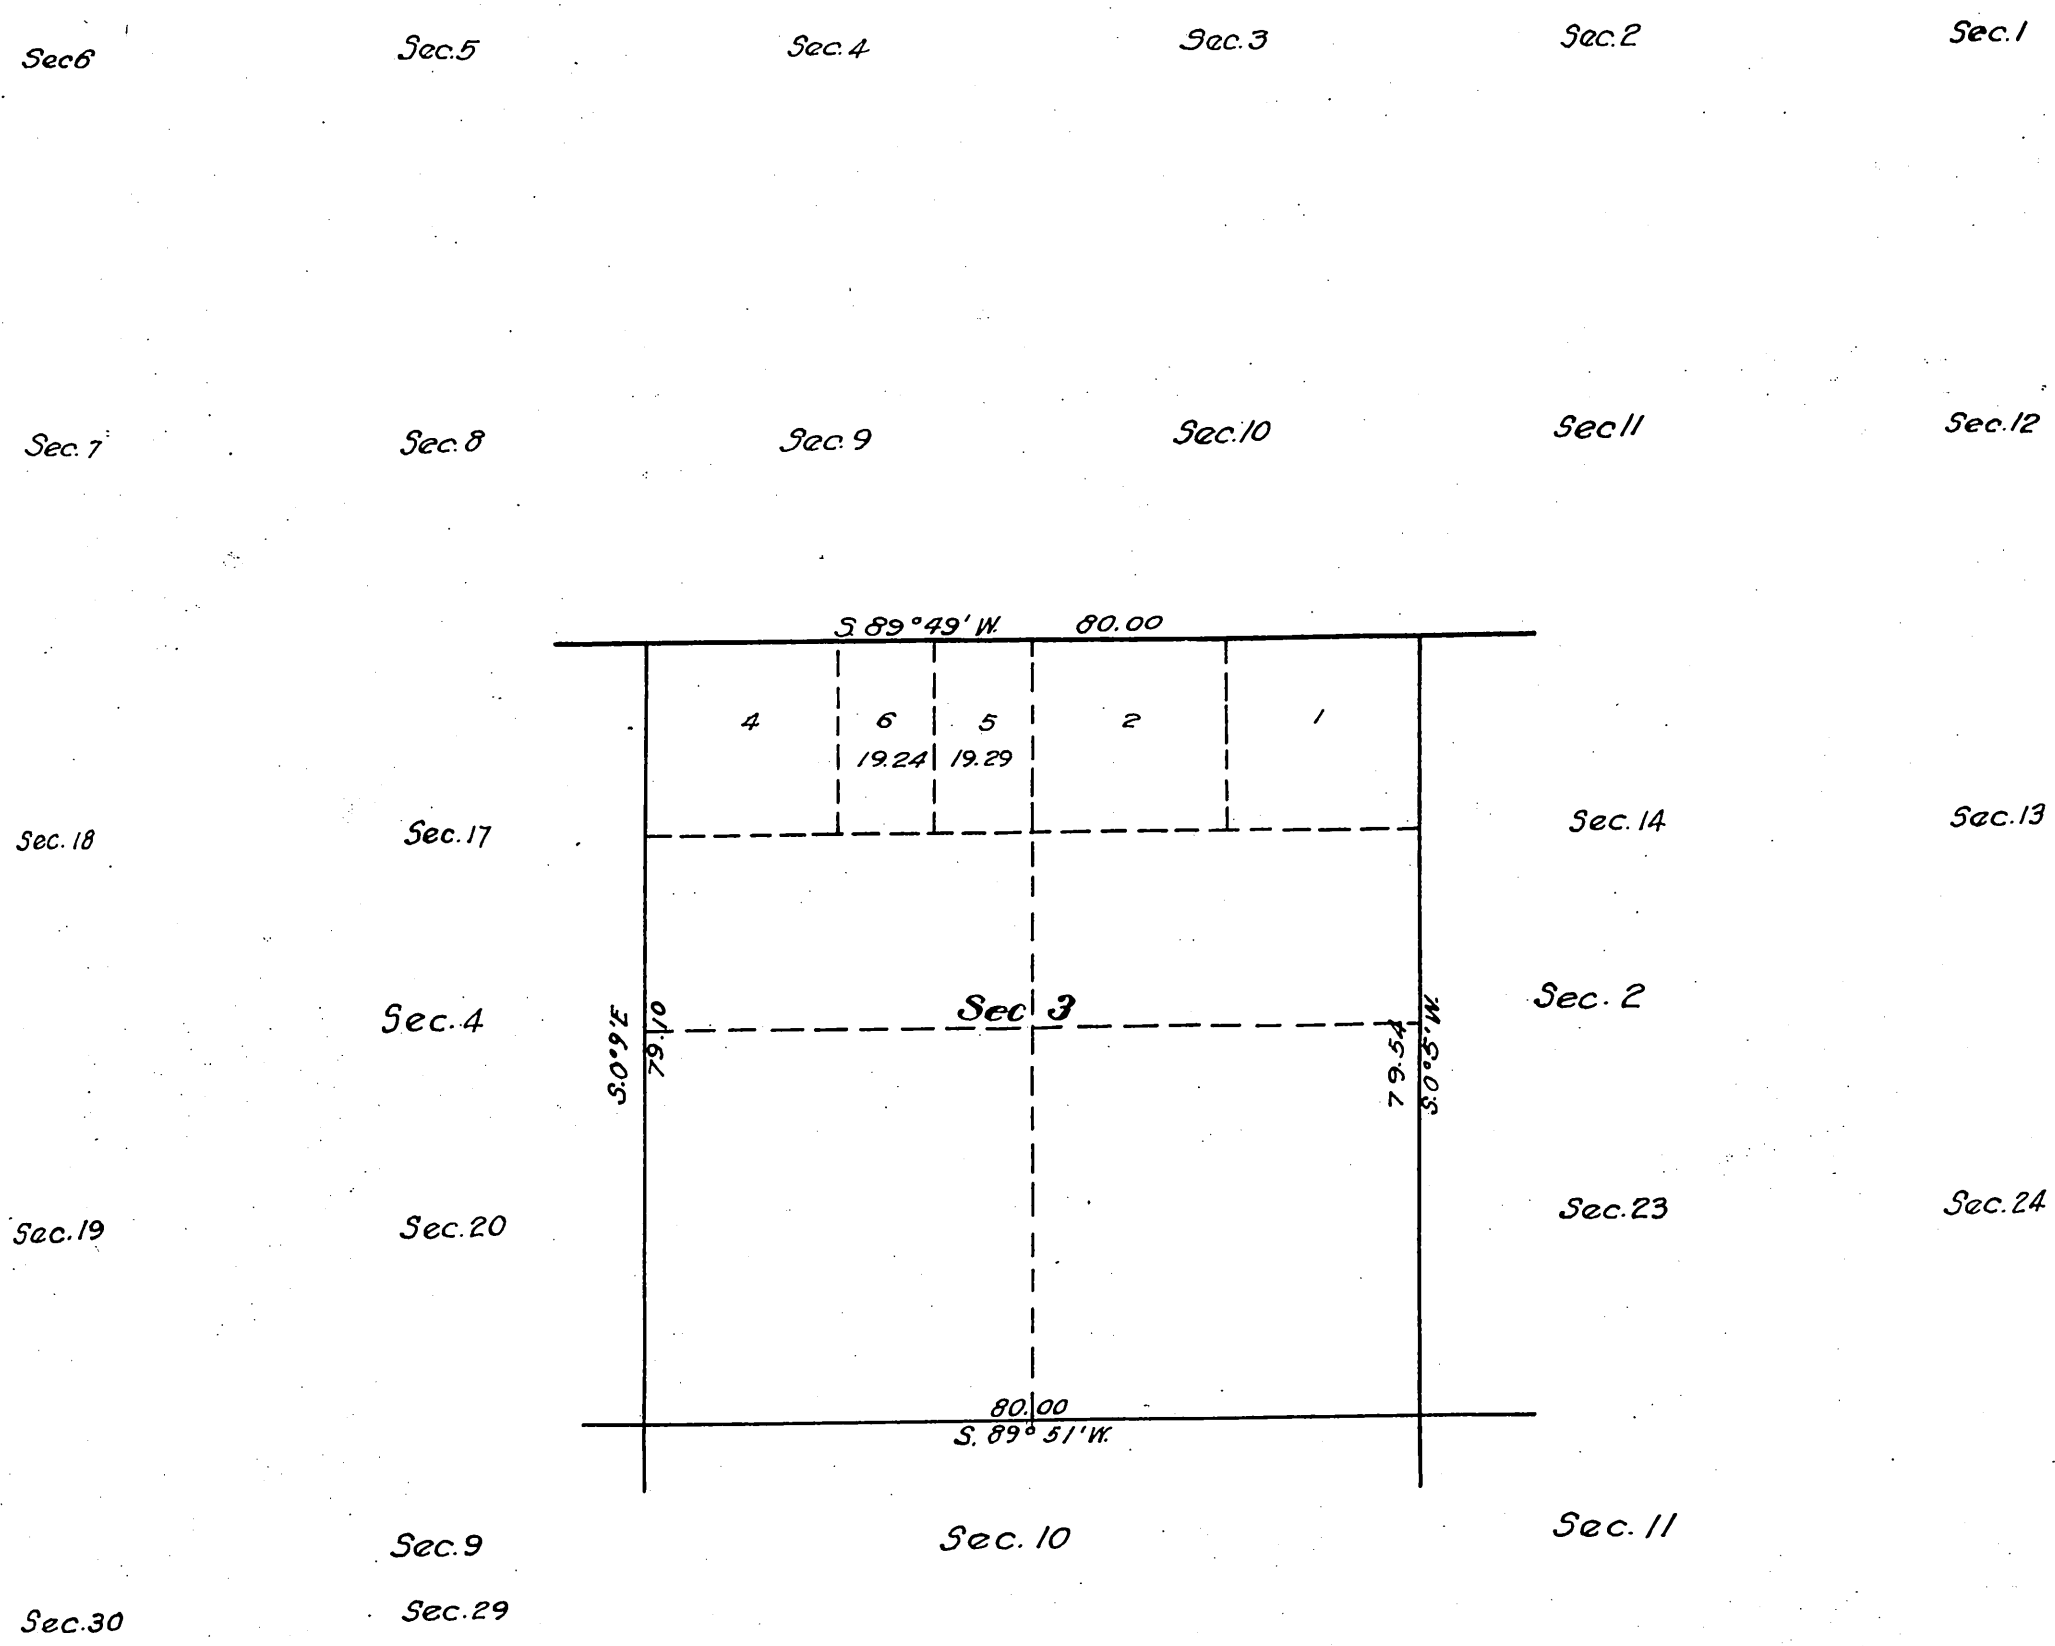 Sec6 Sec.5 Sec.4 Sec.3 Sec.2 Sec.1
Sec.7 Sec.8 Sec.9 Sec.10 Sec11 Sec.12
S.89°49'W. 80.00
4 6 5 2 1
19.24 19.29
Sec.18 Sec.17 Sec.14 Sec.13
Sec.4 Sec 3 Sec. 2
S.0°9'E
79.10
79.54
S.0°5'W.
Sec.19 Sec.20 Sec.23 Sec.24
80.00
S. 89° 51'W.
Sec.9 Sec. 10 Sec. 11
Sec.30 Sec.29